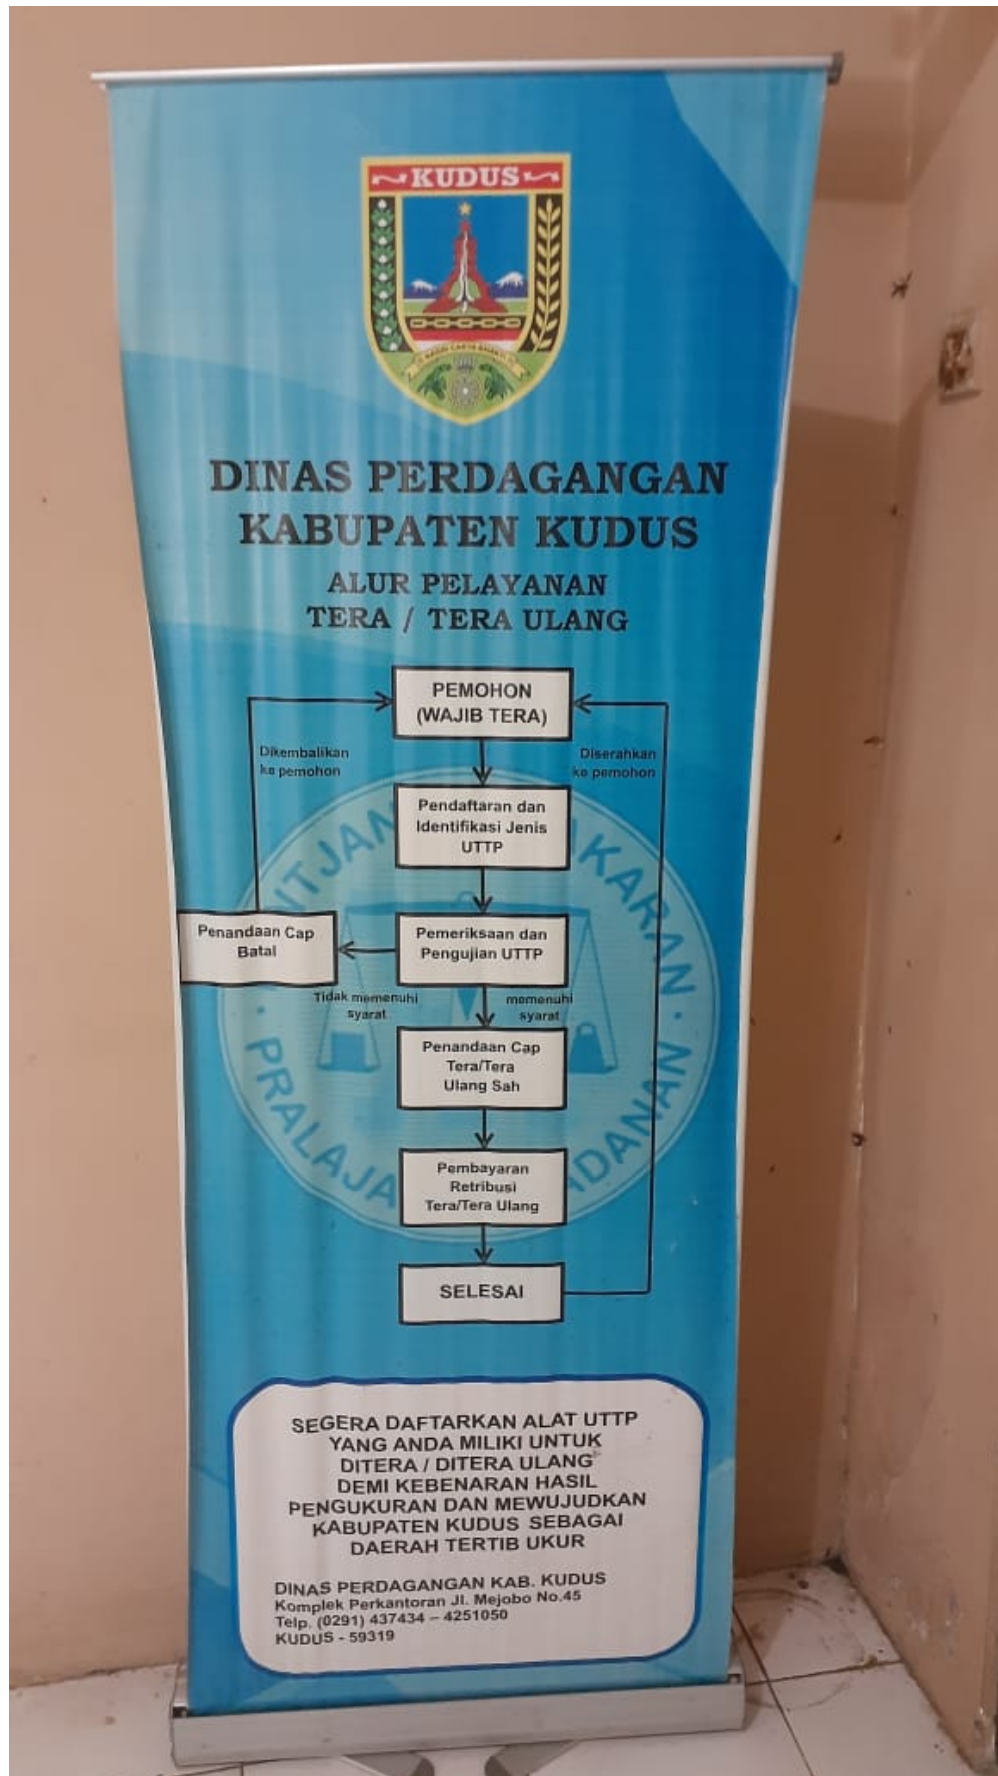 KUDUS
DINAS PERDAGANGAN
KABUPATEN KUDUS
ALUR PELAYANAN
TERA / TERA ULANG
PEMOHON
(WAJIB TERA)
Dikembalikan
ke pemohon
Diserahkan
ke pemohon
Pendaftaran dan
Identifikasi Jenis
UTTP
Penandaan Cap
Batal
Pemeriksaan dan
Pengujian UTTP
Tidak memenuhi
syarat
memenuhi
syarat
Penandaan Cap
Tera/Tera
Ulang Sah
Pembayaran
Retribusi
Tera/Tera Ulang
SELESAI
SEGERA DAFTARKAN ALAT UTTP
YANG ANDA MILIKI UNTUK
DITERA / DITERA ULANG
DEMI KEBENARAN HASIL
PENGUKURAN DAN MEWUJUDKAN
KABUPATEN KUDUS SEBAGAI
DAERAH TERTIB UKUR
DINAS PERDAGANGAN KAB. KUDUS
Komplek Perkantoran Jl. Mejobo No.45
Telp. (0291) 437434 – 4251050
KUDUS - 59319